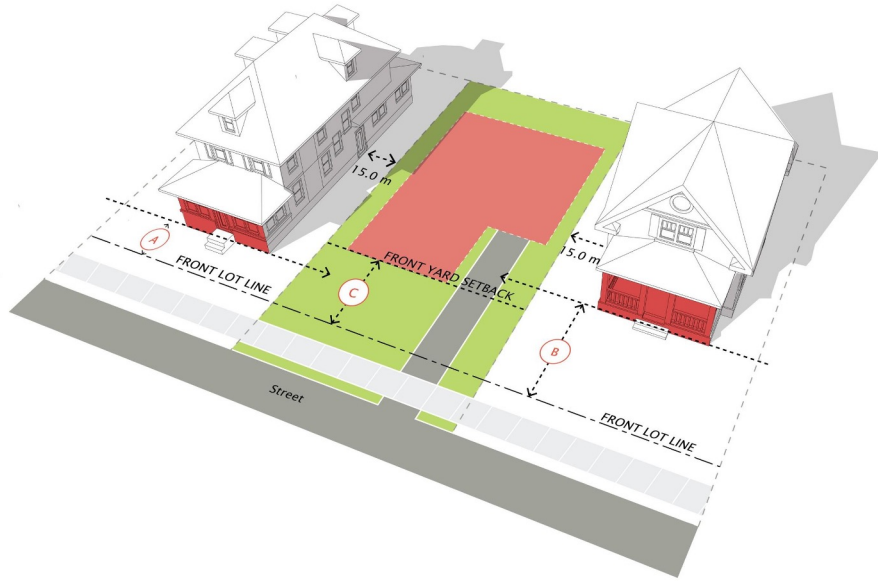 15.0 m
A
FRONT LOT LINE
FRONT YARD SETBACK
15.0 m
C
B
Street
FRONT LOT LINE